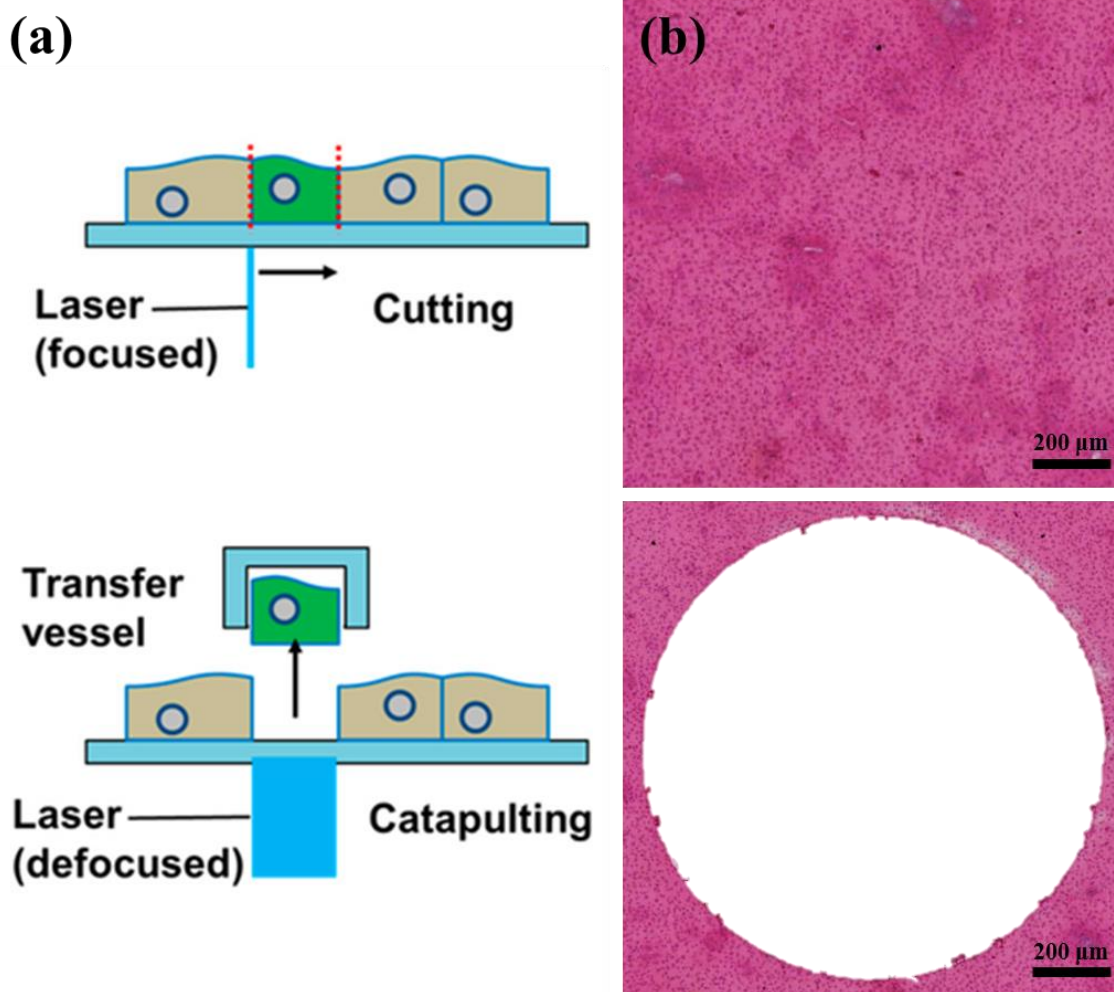 (a)
Laser
(focused)
Cutting
Transfer
vessel
Laser
(defocused)
Catapulting
(b)
200 μm
200 μm